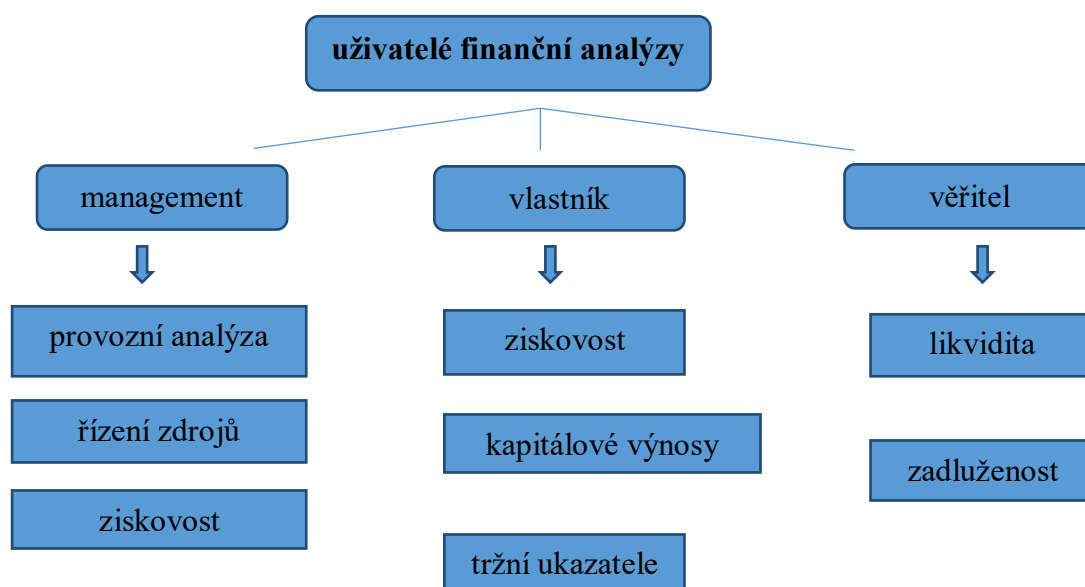 uživatelé finanční analýzy
management
vlastník
věřitel
provozní analýza
ziskovost
likvidita
řízení zdrojů
kapitálové výnosy
zadluženost
ziskovost
tržní ukazatele